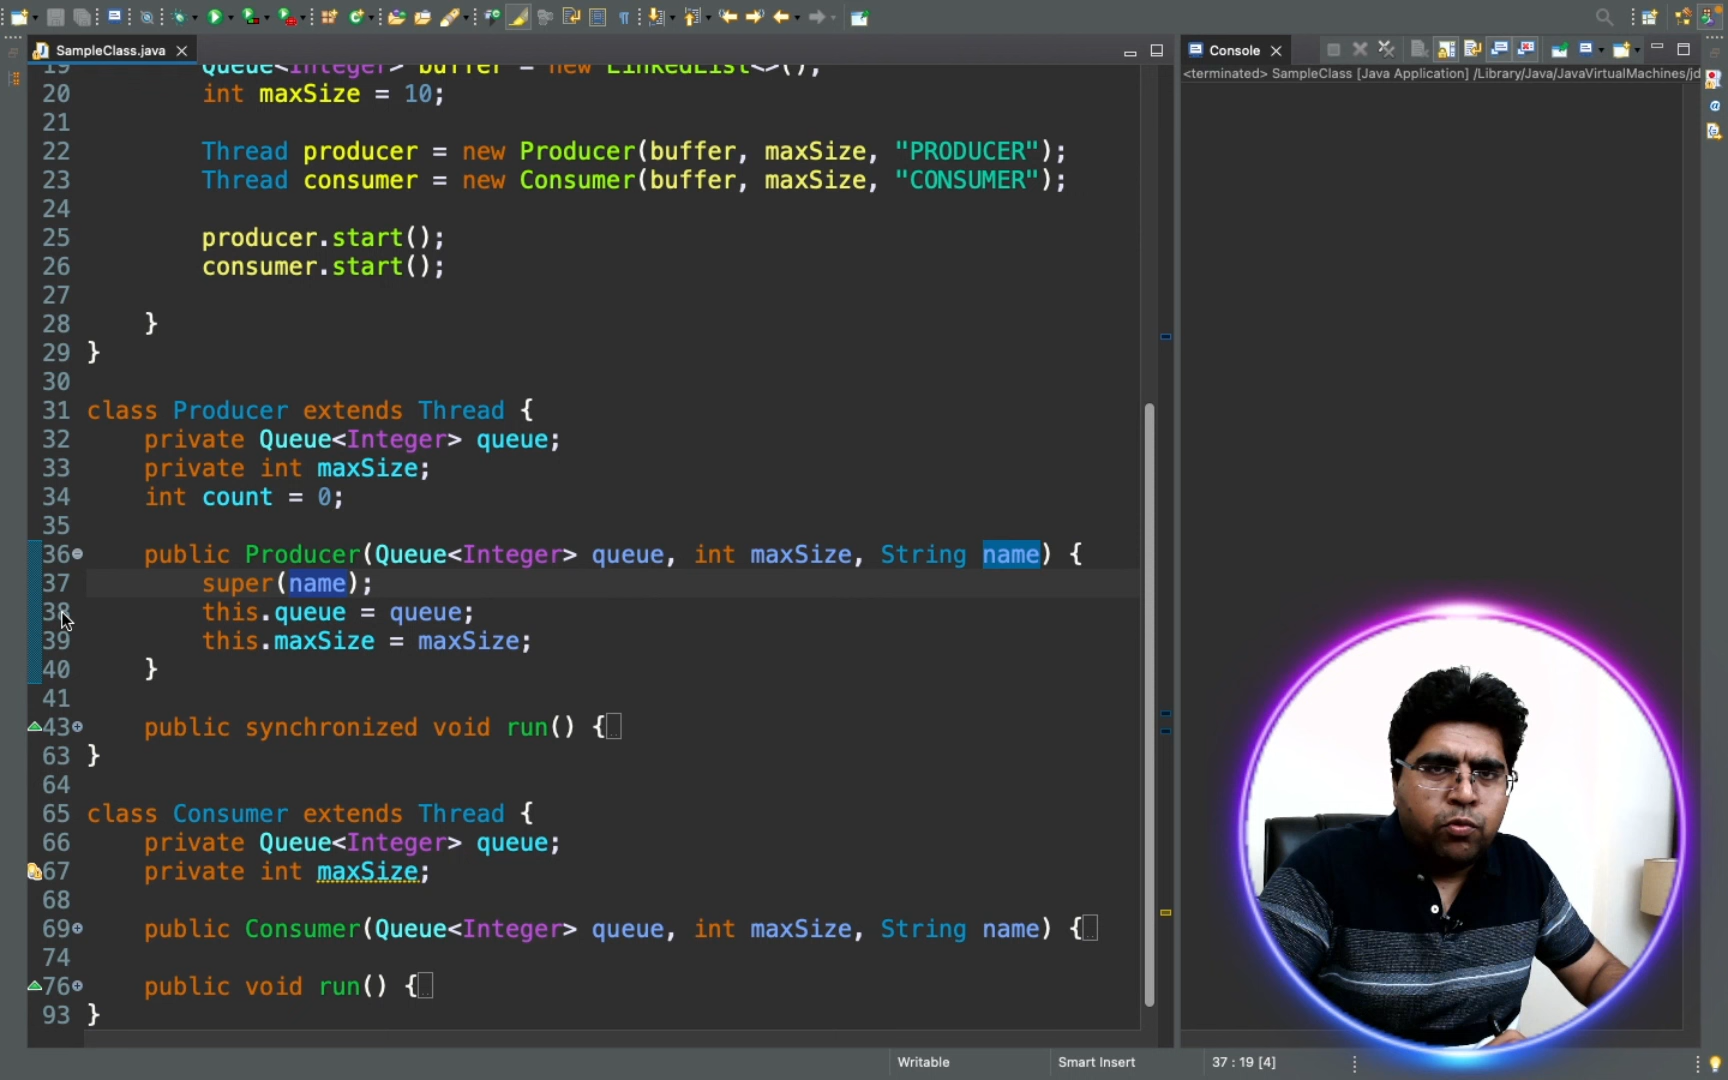 SampleClass.java
Console
<terminated> SampleClass [Java Application] /Library/Java/JavaVirtualMachines/jd
19 Queue<Integer> buffer = new LinkedList<>();
20 int maxSize = 10;
21
22 Thread producer = new Producer(buffer, maxSize, "PRODUCER");
23 Thread consumer = new Consumer(buffer, maxSize, "CONSUMER");
24
25 producer.start();
26 consumer.start();
27
28 }
29 }
30
31 class Producer extends Thread {
32 private Queue<Integer> queue;
33 private int maxSize;
34 int count = 0;
35
36 public Producer(Queue<Integer> queue, int maxSize, String name) {
37 super(name);
38 this.queue = queue;
39 this.maxSize = maxSize;
40 }
41
43 public synchronized void run() {
63 }
64
65 class Consumer extends Thread {
66 private Queue<Integer> queue;
67 private int maxSize;
68
69 public Consumer(Queue<Integer> queue, int maxSize, String name) {
74
76 public void run() {
93 }
Writable
Smart Insert
37 : 19 [4]